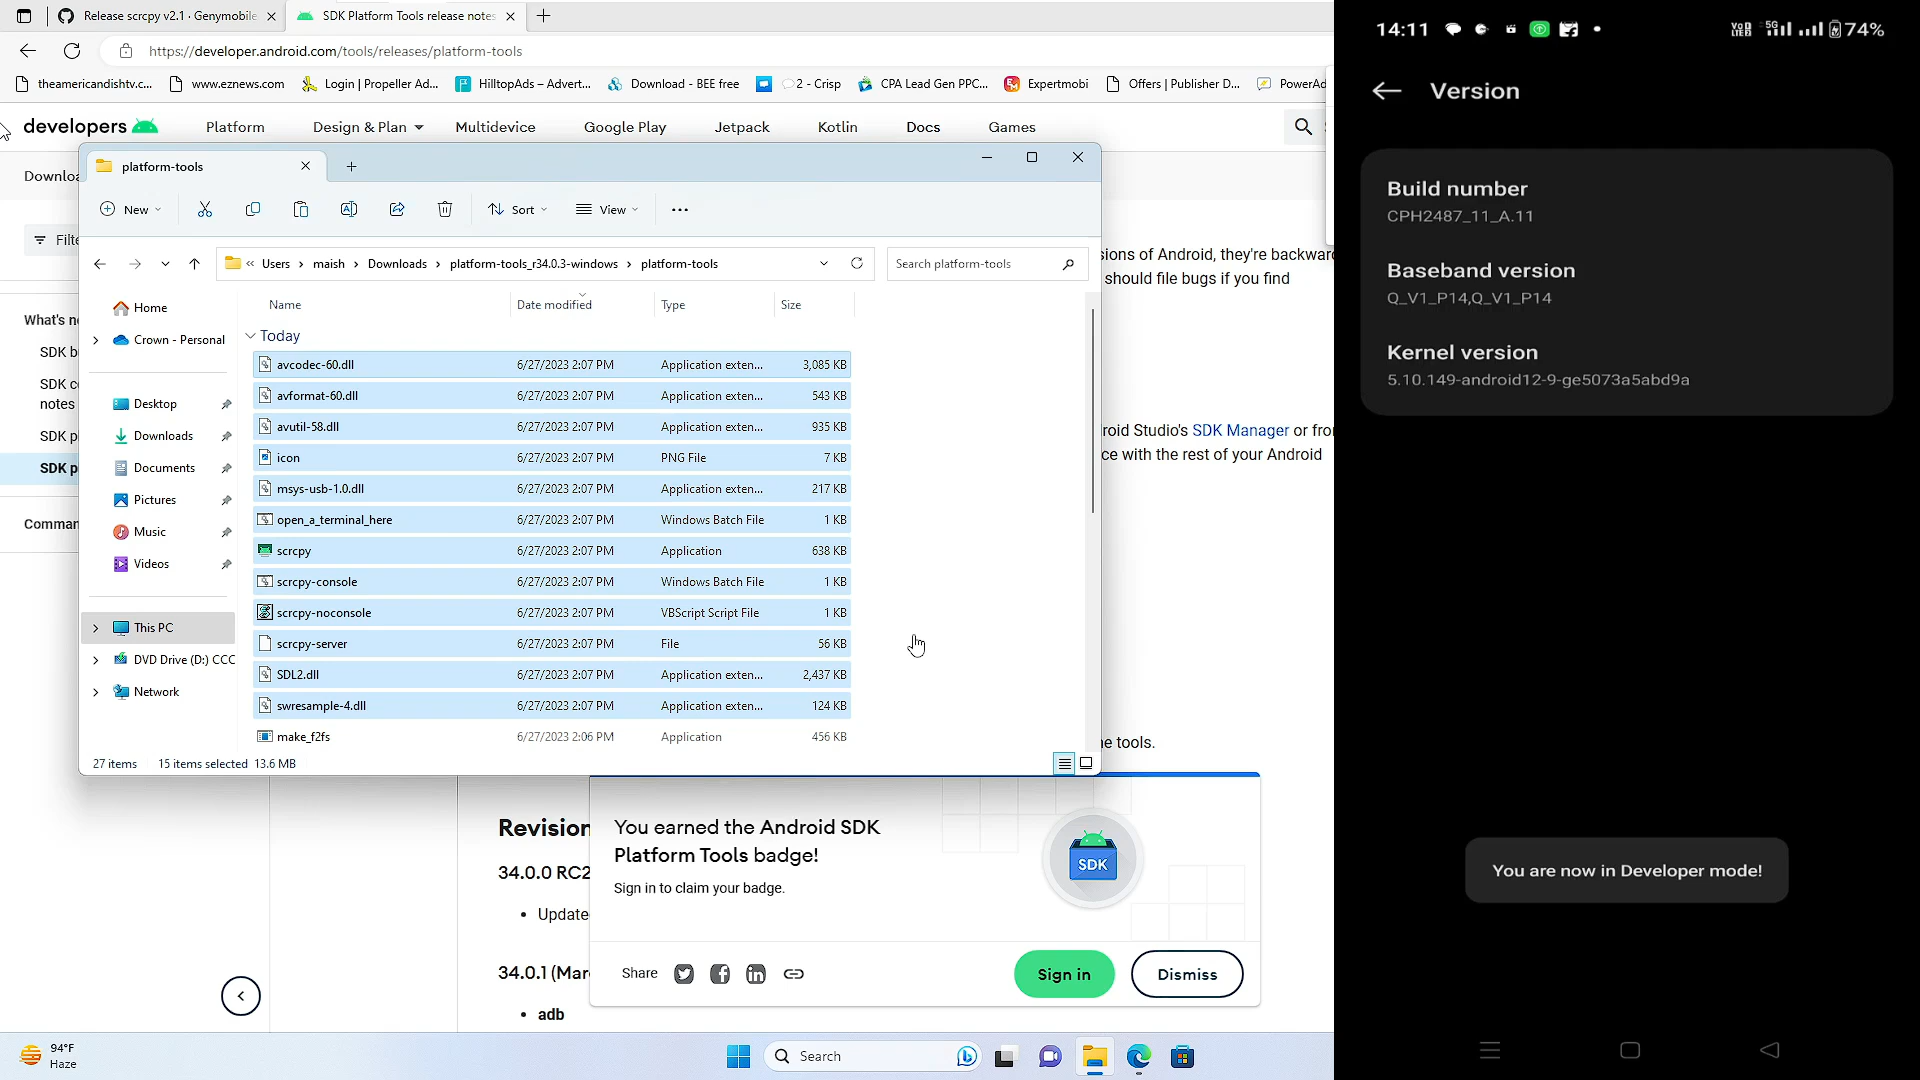 Release scrcpy v2.1 · Genymobile
SDK Platform Tools release notes
https://developer.android.com/tools/releases/platform-tools
theamericandishtv.c...
www.eznews.com
Login | Propeller Ad...
HilltopAds – Advert...
Download - BEE free
2 - Crisp
CPA Lead Gen PPC...
Expertmobi
Offers | Publisher D...
PowerAd
developers
Platform
Design & Plan
Multidevice
Google Play
Jetpack
Kotlin
Docs
Games
Downloa
Filte
What's n
SDK b
SDK c
notes
SDK p
SDK p
Comman
platform-tools
New
Sort
View
« Users › maish › Downloads › platform-tools_r34.0.3-windows › platform-tools
Search platform-tools
Home
Crown - Personal
Desktop
Downloads
Documents
Pictures
Music
Videos
This PC
DVD Drive (D:) CCC
Network
Name Date modified Type Size
Today
avcodec-60.dll 6/27/2023 2:07 PM Application exten... 3,085 KB
avformat-60.dll 6/27/2023 2:07 PM Application exten... 543 KB
avutil-58.dll 6/27/2023 2:07 PM Application exten... 935 KB
icon 6/27/2023 2:07 PM PNG File 7 KB
msys-usb-1.0.dll 6/27/2023 2:07 PM Application exten... 217 KB
open_a_terminal_here 6/27/2023 2:07 PM Windows Batch File 1 KB
scrcpy 6/27/2023 2:07 PM Application 638 KB
scrcpy-console 6/27/2023 2:07 PM Windows Batch File 1 KB
scrcpy-noconsole 6/27/2023 2:07 PM VBScript Script File 1 KB
scrcpy-server 6/27/2023 2:07 PM File 56 KB
SDL2.dll 6/27/2023 2:07 PM Application exten... 2,437 KB
swresample-4.dll 6/27/2023 2:07 PM Application exten... 124 KB
make_f2fs 6/27/2023 2:06 PM Application 456 KB
27 items 15 items selected 13.6 MB
sions of Android, they're backward
should file bugs if you find
roid Studio's SDK Manager or from
ce with the rest of your Android
e tools.
Revision
34.0.0 RC2
Update
34.0.1 (Mar
adb
You earned the Android SDK
Platform Tools badge!
Sign in to claim your badge.
SDK
Share
Sign in
Dismiss
94°F
Haze
Search
14:11
5G
74%
Version
Build number
CPH2487_11_A.11
Baseband version
Q_V1_P14,Q_V1_P14
Kernel version
5.10.149-android12-9-ge5073a5abd9a
You are now in Developer mode!